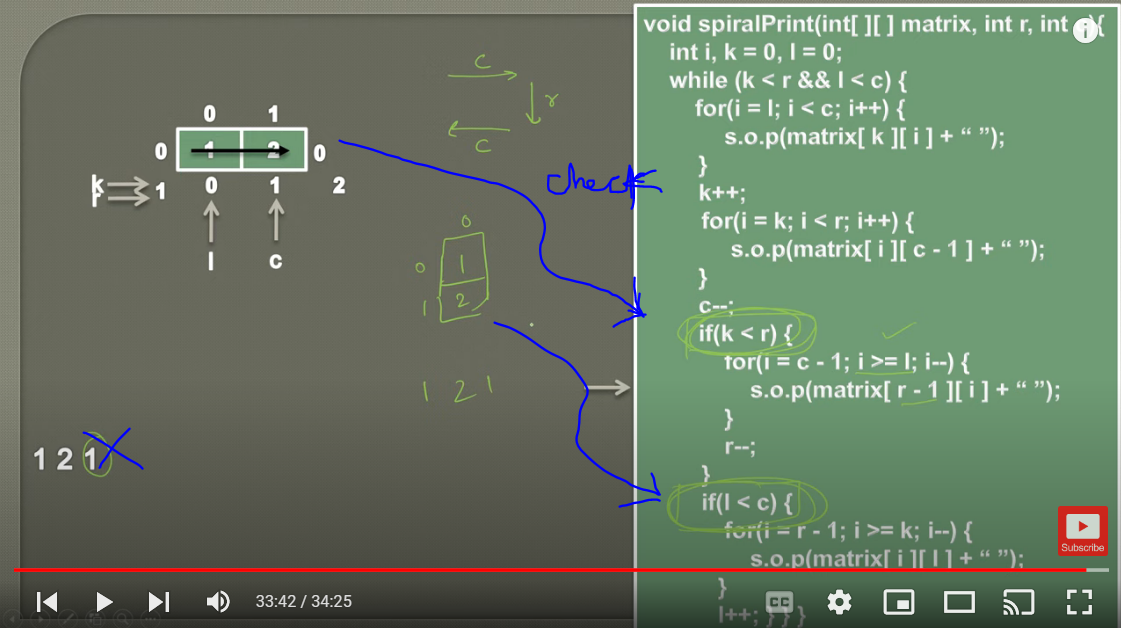 void spiralPrint(int[ ][ ] matrix, int r, int {
int i, k = 0, l = 0;
while (k < r && l < c) {
for(i = l; i < c; i++) {
s.o.p(matrix[ k ][ i ] + “ ”);
}
k++;
for(i = k; i < r; i++) {
s.o.p(matrix[ i ][ c - 1 ] + “ ”);
}
c--;
if(k < r) {
for(i = c - 1; i >= l; i--) {
s.o.p(matrix[ r - 1 ][ i ] + “ ”);
}
r--;
}
if(l < c) {
for(i = r - 1; i >= k; i--) {
s.o.p(matrix[ i ][ l ] + “ ”);
}
l++; } } }
c
r
c
check
0 1
0 1 2 0
k
r
1 0 1 2
l c
0
0 1
1 2
1 2 1
1 2 1
Subscribe
33:42 / 34:25
CC